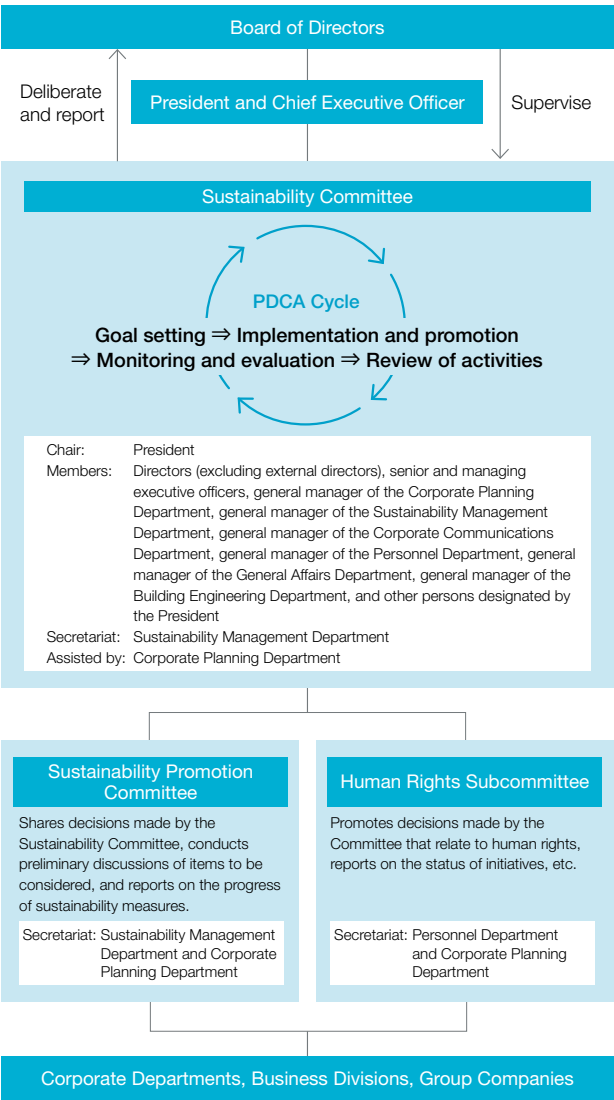 Board of Directors
Deliberate
and report
President and Chief Executive Officer
Supervise
Sustainability Committee
PDCA Cycle
Goal setting ⇒ Implementation and promotion
⇒ Monitoring and evaluation ⇒ Review of activities
Chair: President
Members: Directors (excluding external directors), senior and managing
executive officers, general manager of the Corporate Planning
Department, general manager of the Sustainability Management
Department, general manager of the Corporate Communications
Department, general manager of the Personnel Department, general
manager of the General Affairs Department, general manager of the
Building Engineering Department, and other persons designated by
the President
Secretariat: Sustainability Management Department
Assisted by: Corporate Planning Department
Sustainability Promotion
Committee
Shares decisions made by the
Sustainability Committee, conducts
preliminary discussions of items to be
considered, and reports on the progress
of sustainability measures.
Secretariat: Sustainability Management
Department and Corporate
Planning Department
Human Rights Subcommittee
Promotes decisions made by the
Committee that relate to human rights,
reports on the status of initiatives, etc.
Secretariat: Personnel Department
and Corporate Planning
Department
Corporate Departments, Business Divisions, Group Companies